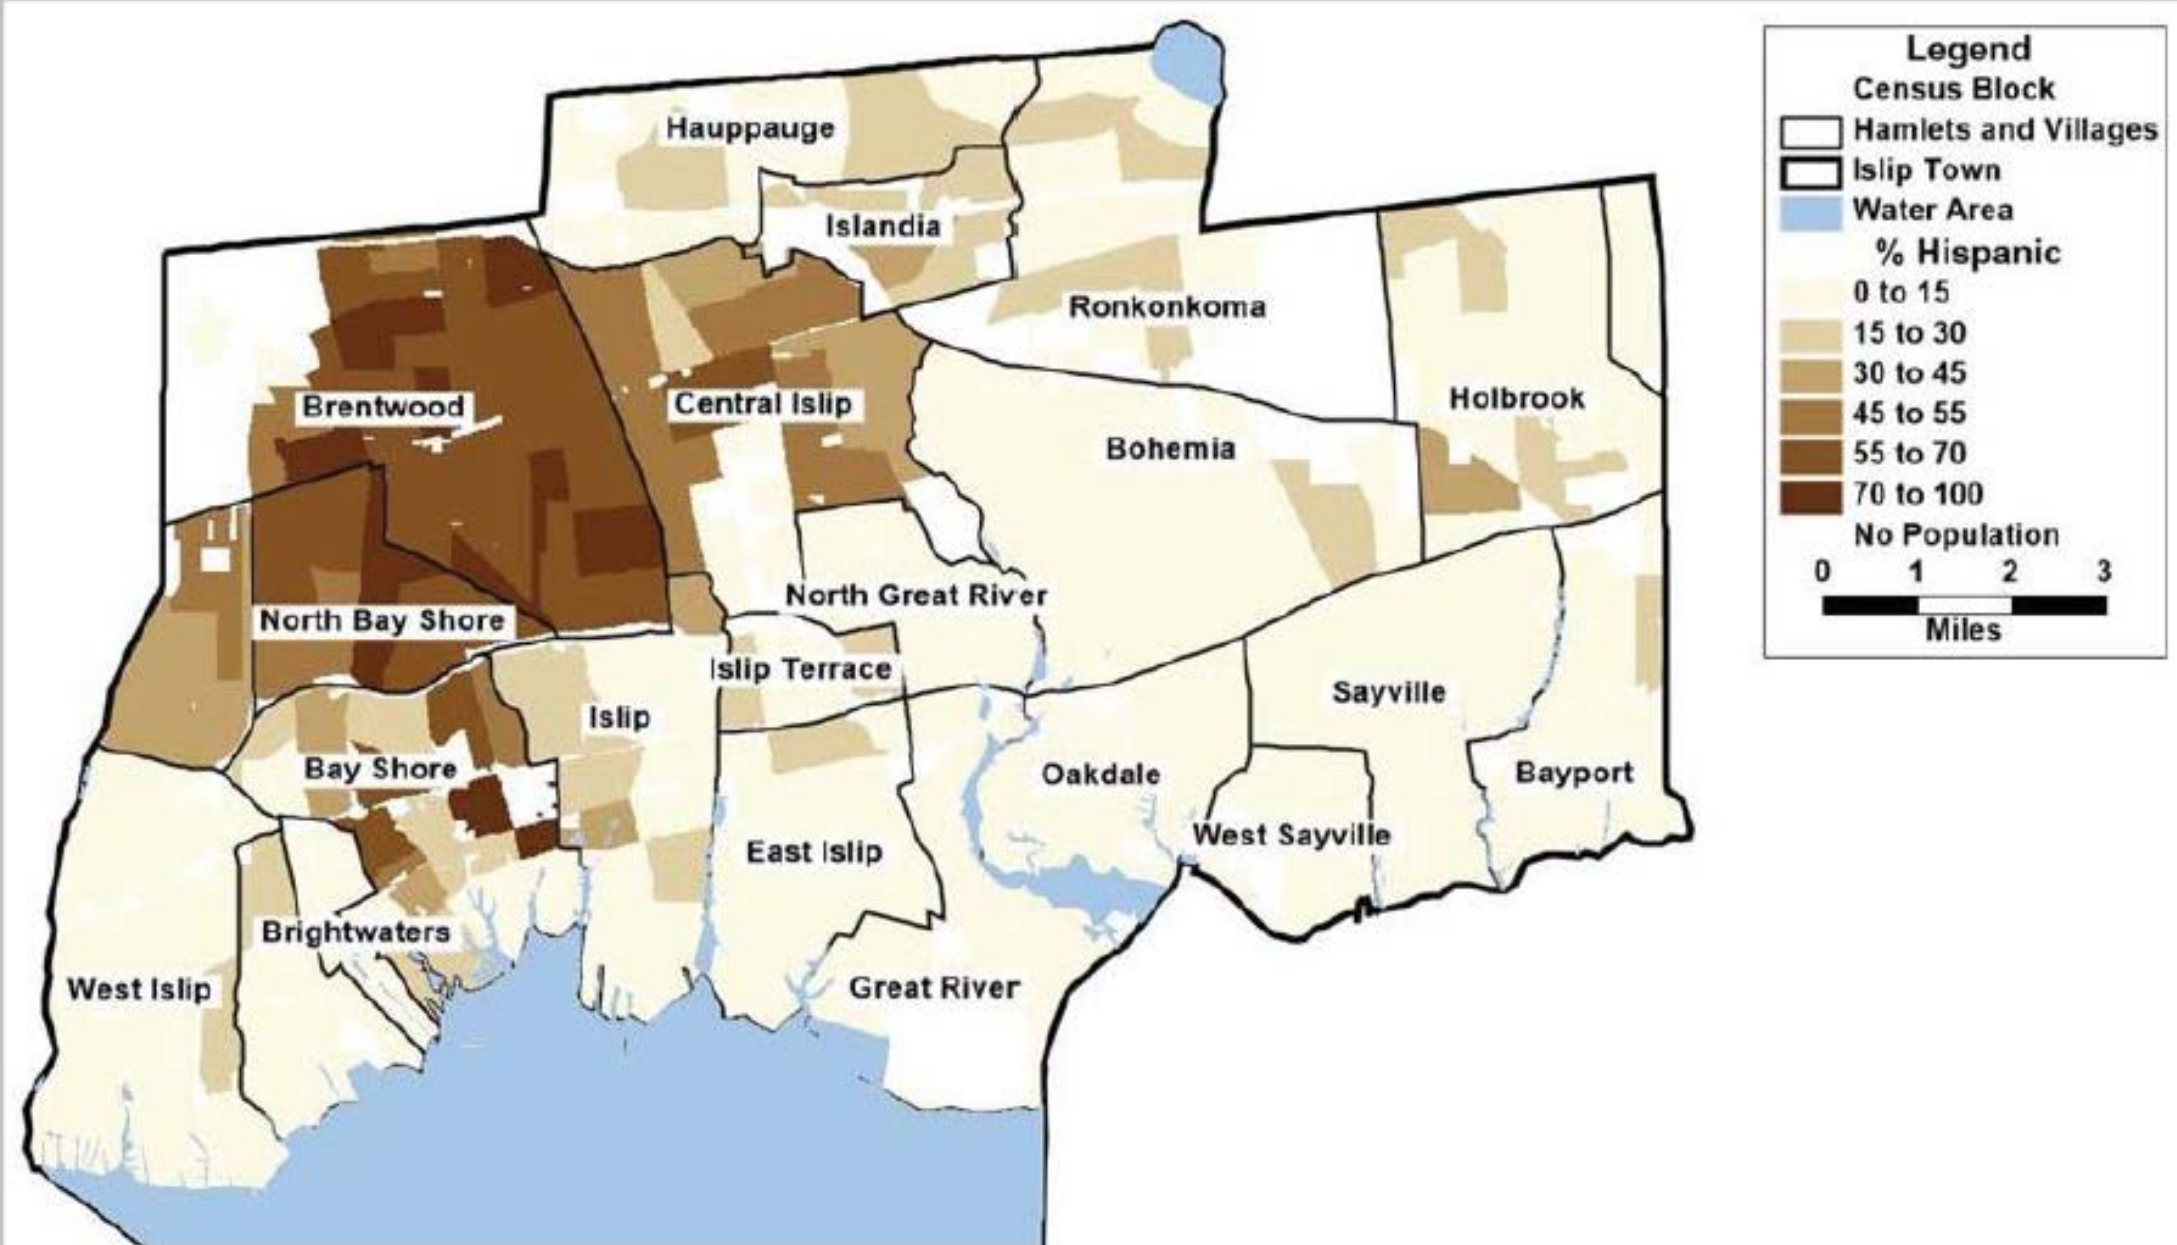 Legend
Census Block
Hamlets and Villages
Islip Town
Water Area
% Hispanic
0 to 15
15 to 30
30 to 45
45 to 55
55 to 70
70 to 100
No Population
0 1 2 3
Miles
Hauppauge
Islandia
Ronkonkoma
Brentwood
Central Islip
Holbrook
Bohemia
North Great River
North Bay Shore
Islip Terrace
Islip
Sayville
Bay Shore
Oakdale
Bayport
West Sayville
East Islip
Brightwaters
West Islip
Great River